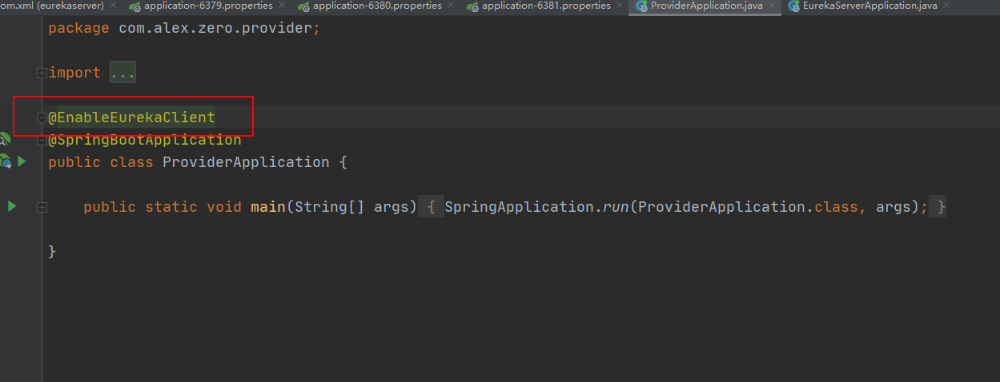 om.xml (eurekaserver) application-6379.properties application-6380.properties application-6381.properties ProviderApplication.java EurekaServerApplication.java
package com.alex.zero.provider;
import ...
@EnableEurekaClient
@SpringBootApplication
public class ProviderApplication {
public static void main(String[] args) { SpringApplication.run(ProviderApplication.class, args); }
}